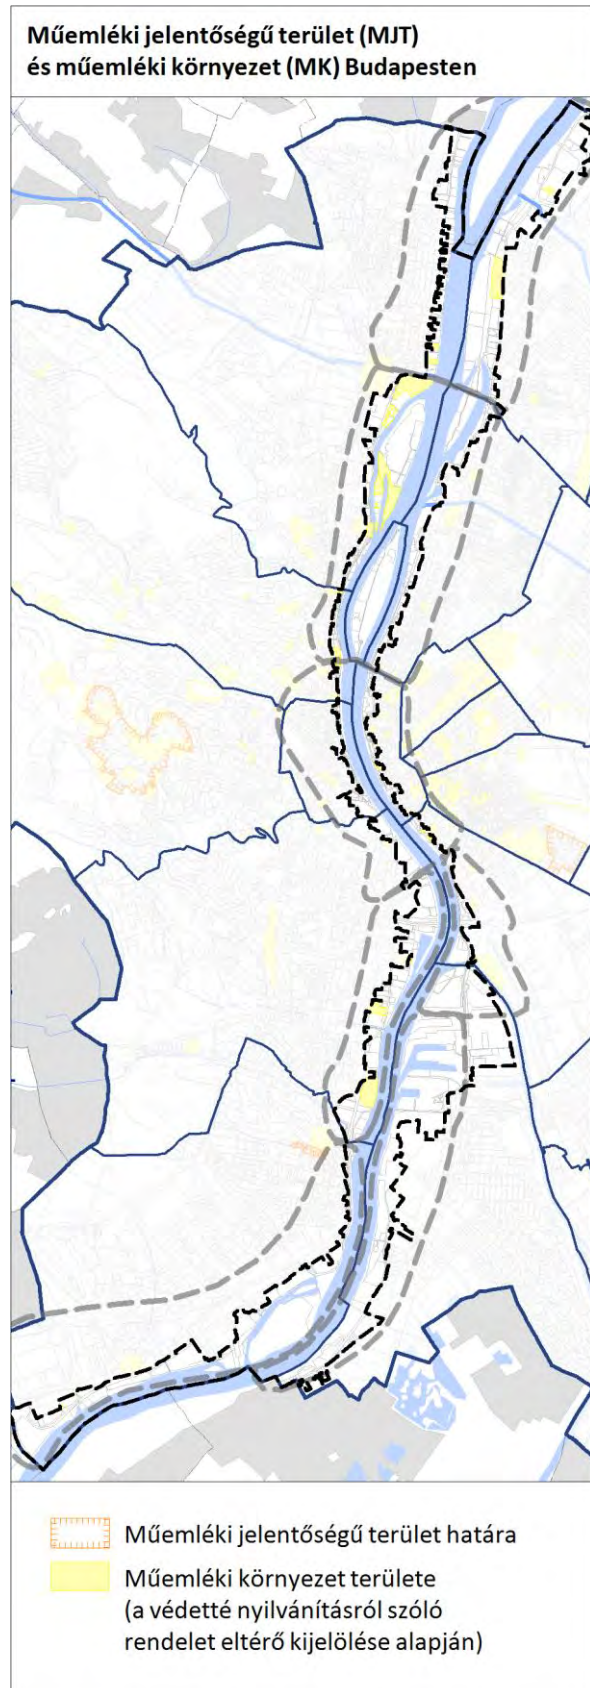 Műemléki jelentőségű terület (MJT)
és műemléki környezet (MK) Budapesten
Műemléki jelentőségű terület határa
Műemléki környezet területe
(a védetté nyilvánításról szóló
rendelet eltérő kijelölése alapján)